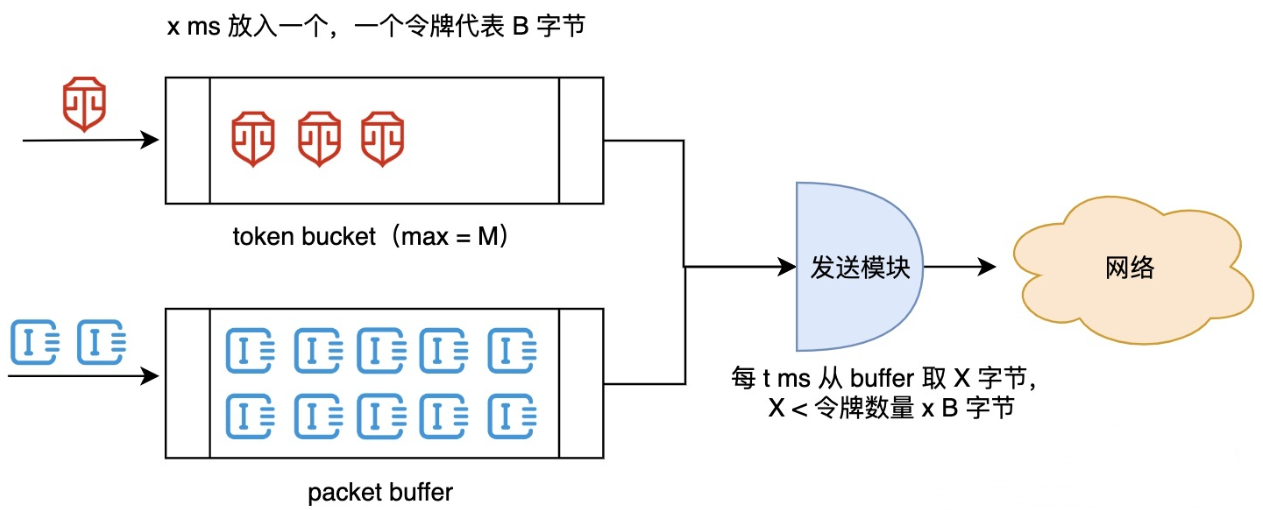 x ms 放入一个，一个令牌代表 B 字节
token bucket（max = M）
发送模块
网络
每 t ms 从 buffer 取 X 字节，
X < 令牌数量 x B 字节
packet buffer